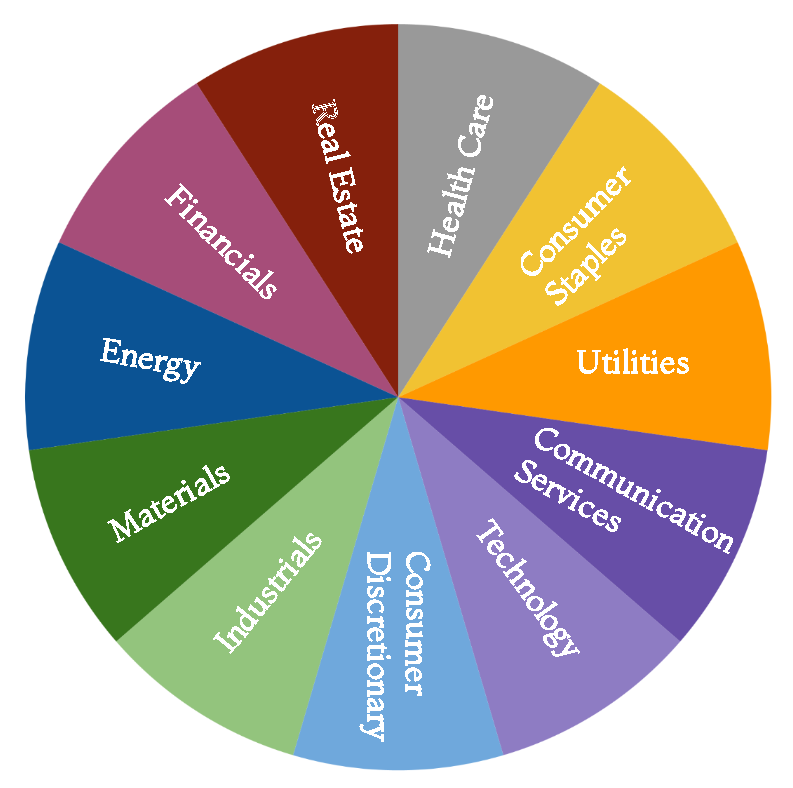 Health Care
Consumer
Staples
Utilities
Communication
Services
Technology
Consumer
Discretionary
Industrials
Materials
Energy
Financials
Real Estate